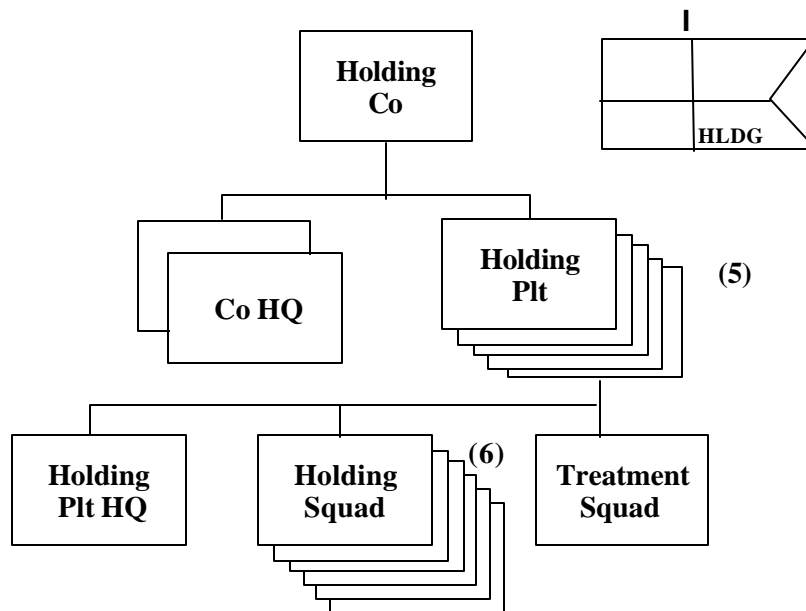 I
Holding
Co
HLDG
Co HQ
Holding
Plt
(5)
Holding
Plt HQ
Holding
Squad
(6)
Treatment
Squad